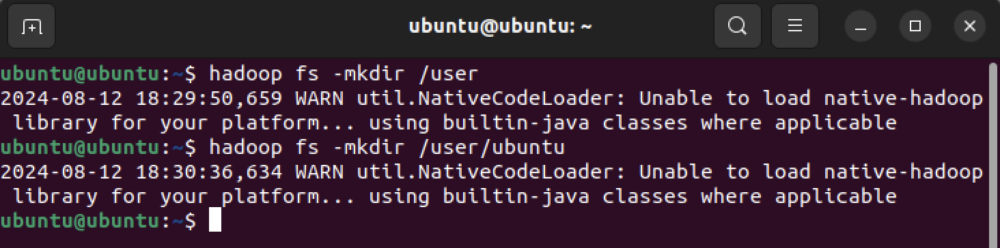 ubuntu@ubuntu: ~
ubuntu@ubuntu:~$ hadoop fs -mkdir /user
2024-08-12 18:29:50,659 WARN util.NativeCodeLoader: Unable to load native-hadoop
library for your platform... using builtin-java classes where applicable
ubuntu@ubuntu:~$ hadoop fs -mkdir /user/ubuntu
2024-08-12 18:30:36,634 WARN util.NativeCodeLoader: Unable to load native-hadoop
library for your platform... using builtin-java classes where applicable
ubuntu@ubuntu:~$